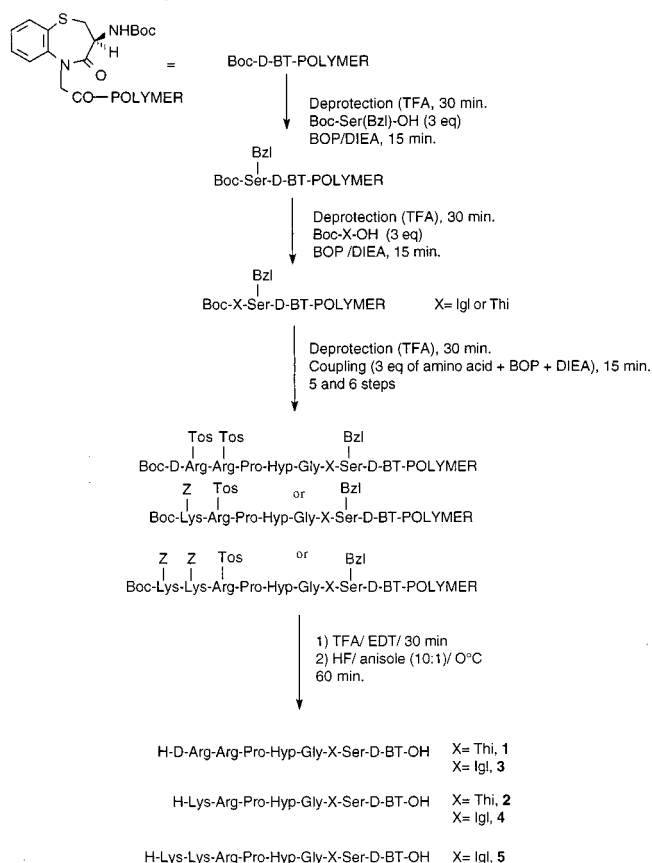 S
NHBoc
H
N
O
CO—POLYMER
=
Boc-D-BT-POLYMER
Deprotection (TFA, 30 min.
Boc-Ser(Bzl)-OH (3 eq)
BOP/DIEA, 15 min.
Bzl
Boc-Ser-D-BT-POLYMER
Deprotection (TFA), 30 min.
Boc-X-OH (3 eq)
BOP /DIEA, 15 min.
Bzl
Boc-X-Ser-D-BT-POLYMER X= Igl or Thi
Deprotection (TFA), 30 min.
Coupling (3 eq of amino acid + BOP + DIEA), 15 min.
5 and 6 steps
Tos Tos Bzl
Boc-D-Arg-Arg-Pro-Hyp-Gly-X-Ser-D-BT-POLYMER
Z Tos or Bzl
Boc-Lys-Arg-Pro-Hyp-Gly-X-Ser-D-BT-POLYMER
Z Z Tos or Bzl
Boc-Lys-Lys-Arg-Pro-Hyp-Gly-X-Ser-D-BT-POLYMER
1) TFA/ EDT/ 30 min
2) HF/ anisole (10:1)/ O°C
60 min.
H-D-Arg-Arg-Pro-Hyp-Gly-X-Ser-D-BT-OH X= Thi, 1
X= Igl, 3
H-Lys-Arg-Pro-Hyp-Gly-X-Ser-D-BT-OH X= Thi, 2
X= Igl, 4
H-Lys-Lys-Arg-Pro-Hyp-Gly-X-Ser-D-BT-OH X= Igl, 5